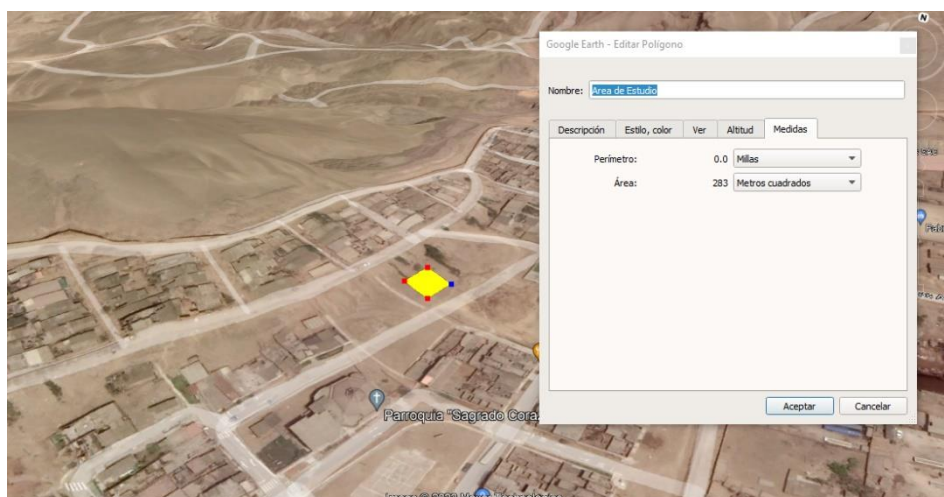 N
Google Earth - Editar Polígono
Nombre: Area de Estudio
Descripción Estilo, color Ver Altitud Medidas
Perímetro: 0.0 Millas
Área: 283 Metros cuadrados
Parroquia "Sagrado Cora
Aceptar Cancelar